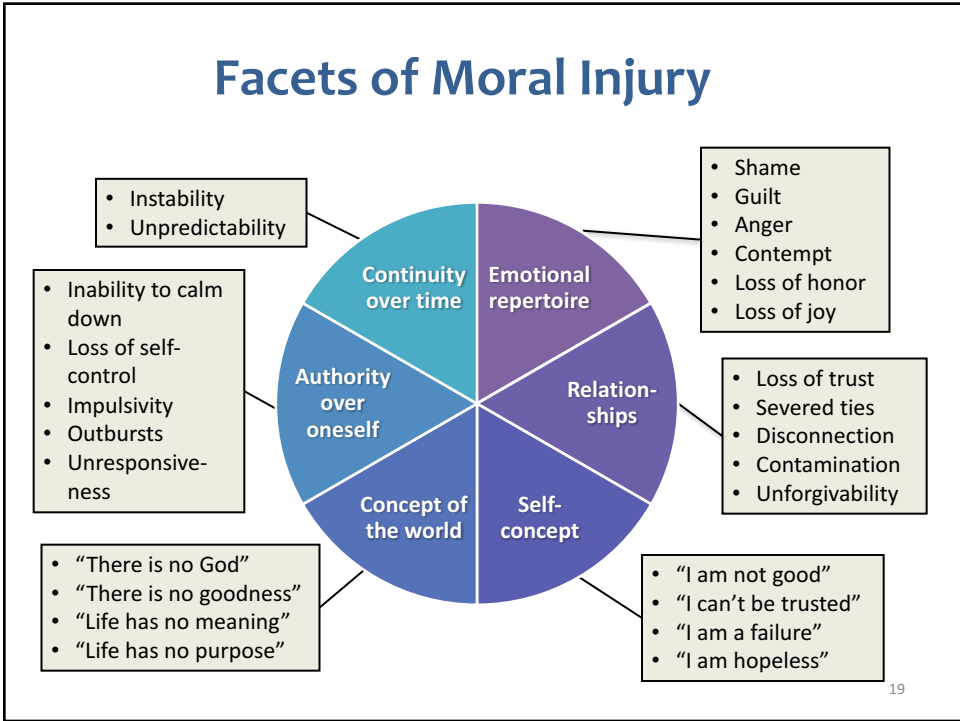 Facets of Moral Injury
• Instability
• Unpredictability
• Shame
• Guilt
• Anger
• Contempt
• Loss of honor
• Loss of joy
Continuity
over time
Emotional
repertoire
• Inability to calm
down
• Loss of self-
control
• Impulsivity
• Outbursts
• Unresponsive-
ness
Authority
over
oneself
Relation-
ships
• Loss of trust
• Severed ties
• Disconnection
• Contamination
• Unforgivability
Concept of
the world
Self-
concept
• “There is no God”
• “There is no goodness”
• “Life has no meaning”
• “Life has no purpose”
• “I am not good”
• “I can’t be trusted”
• “I am a failure”
• “I am hopeless”
19